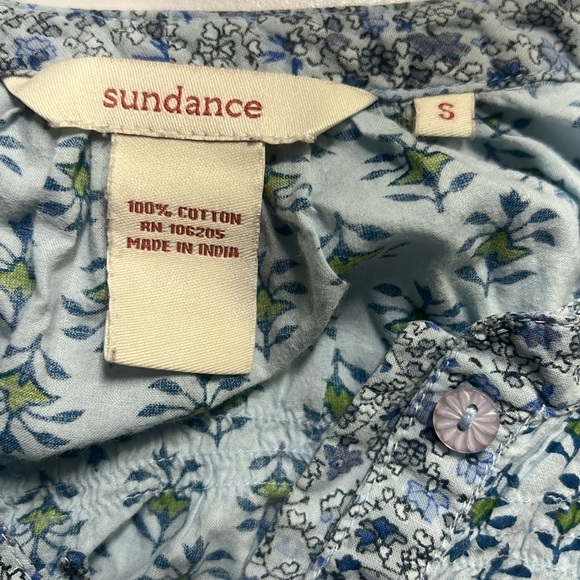 sundance
S
100% COTTON
RN 106205
MADE IN INDIA